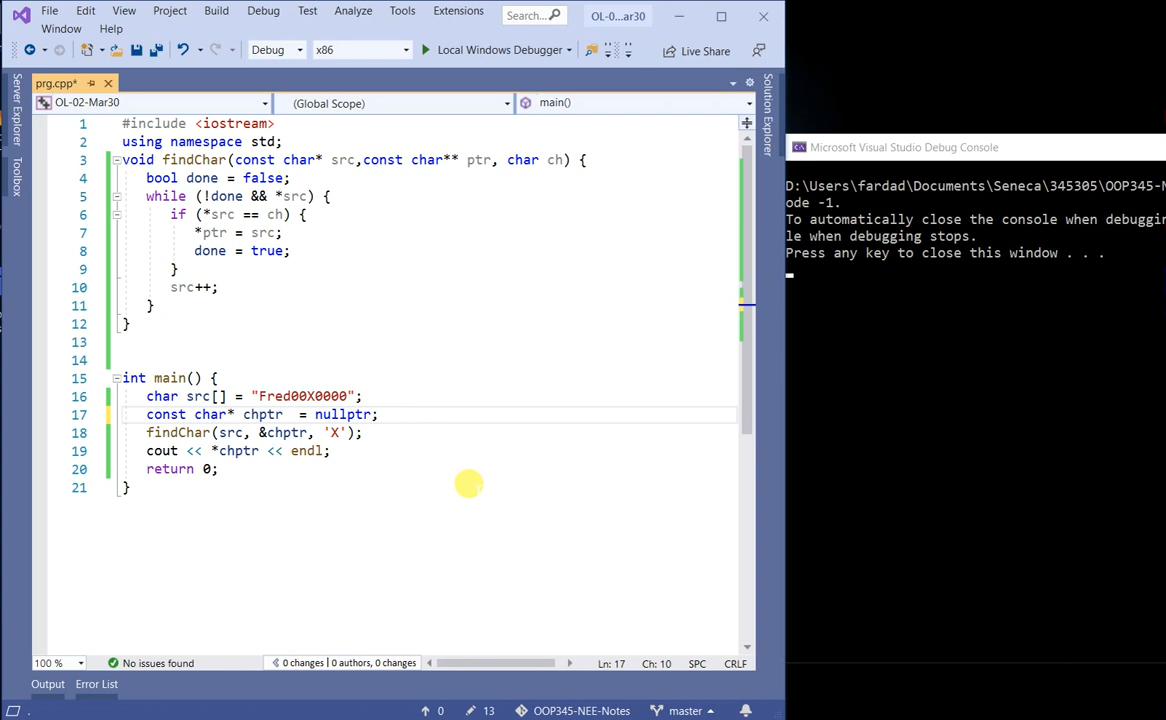 File Edit View Project Build Debug Test Analyze Tools Extensions Search... OL-0...ar30
Window Help
Debug x86 Local Windows Debugger Live Share
prg.cpp*
OL-02-Mar30 (Global Scope) main()
Server Explorer
Toolbox
Solution Explorer
1 #include <iostream>
2 using namespace std;
3 void findChar(const char* src,const char** ptr, char ch) {
4 bool done = false;
5 while (!done && *src) {
6 if (*src == ch) {
7 *ptr = src;
8 done = true;
9 }
10 src++;
11 }
12 }
13
14
15 int main() {
16 char src[] = "Fred00X0000";
17 const char* chptr  = nullptr;
18 findChar(src, &chptr, 'X');
19 cout << *chptr << endl;
20 return 0;
21 }
100 % No issues found 0 changes | 0 authors, 0 changes Ln: 17 Ch: 10 SPC CRLF
Output Error List
0 13 OOP345-NEE-Notes master
Microsoft Visual Studio Debug Console
D:\Users\fardad\Documents\Seneca\345305\OOP345-N
ode -1.
To automatically close the console when debuggin
le when debugging stops.
Press any key to close this window . . .